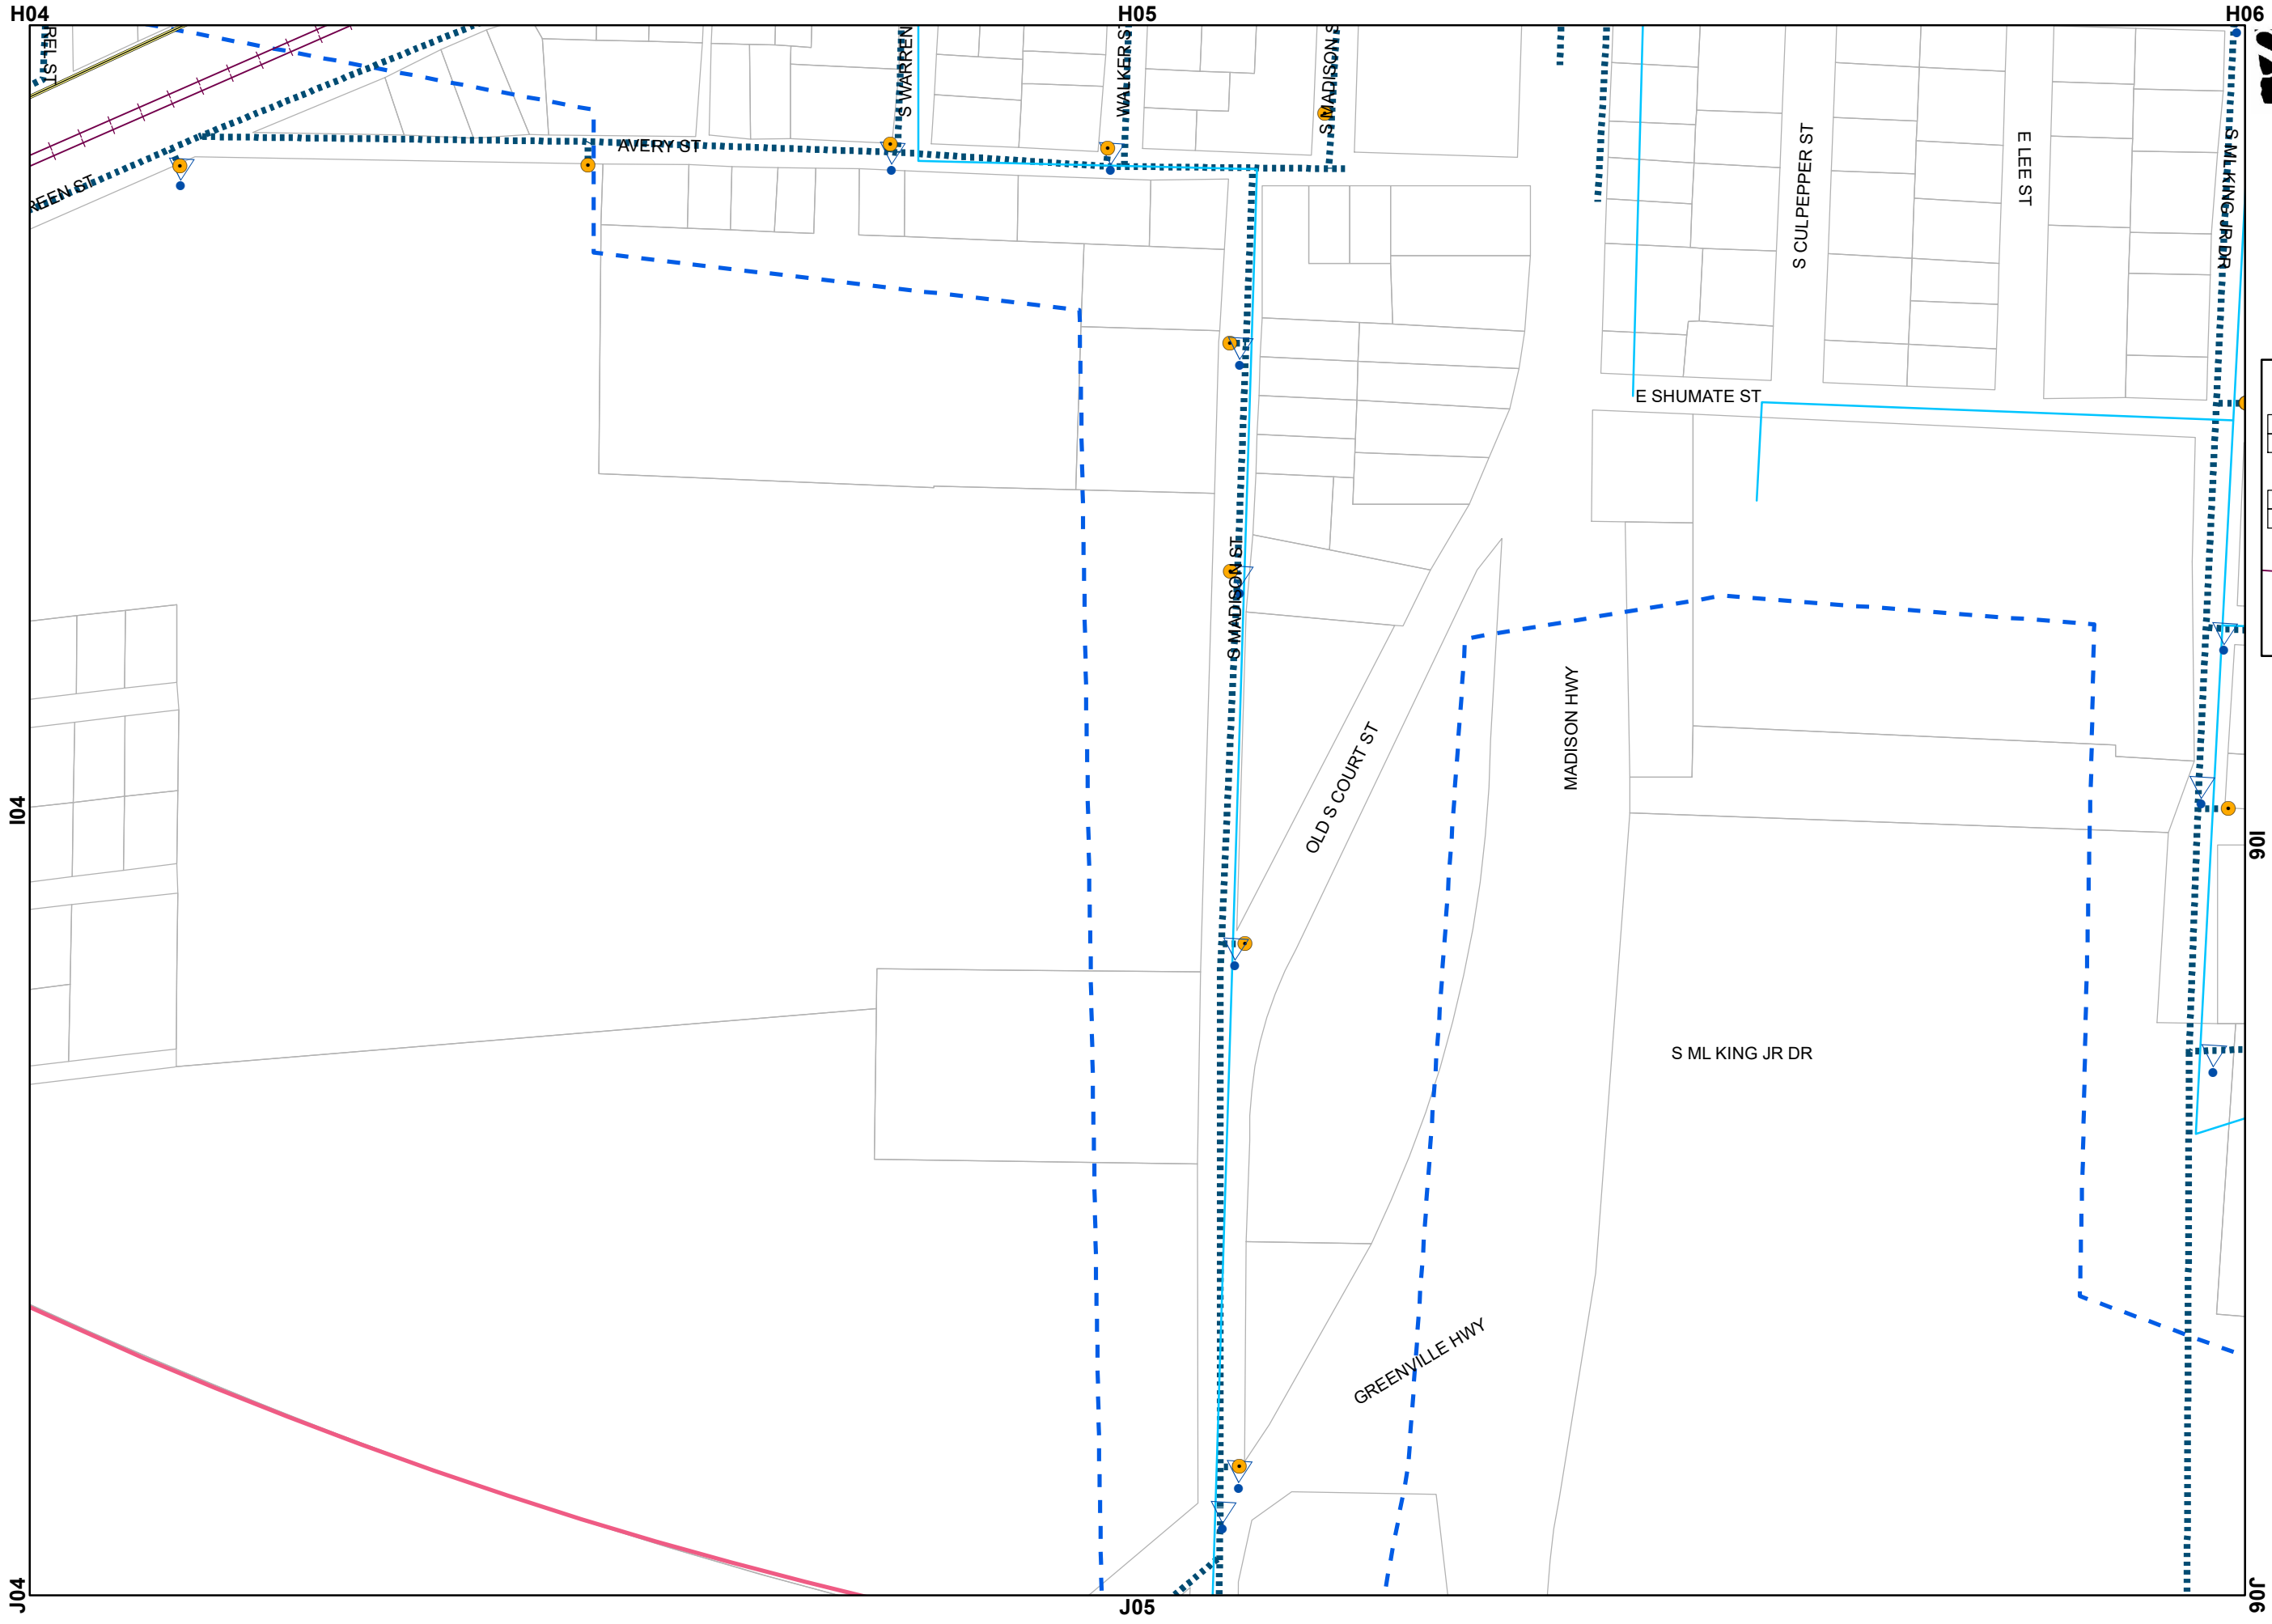 H04
H05
H06
S WARREN
WALKER ST
S MADISON S
AVERY ST
S CULPEPPER ST
E LEE ST
S ML KING JR DR
E SHUMATE ST
S MADISON ST
OLD S COURT ST
MADISON HWY
I04
I06
S ML KING JR DR
GREENVILLE HWY
J04
J05
J06